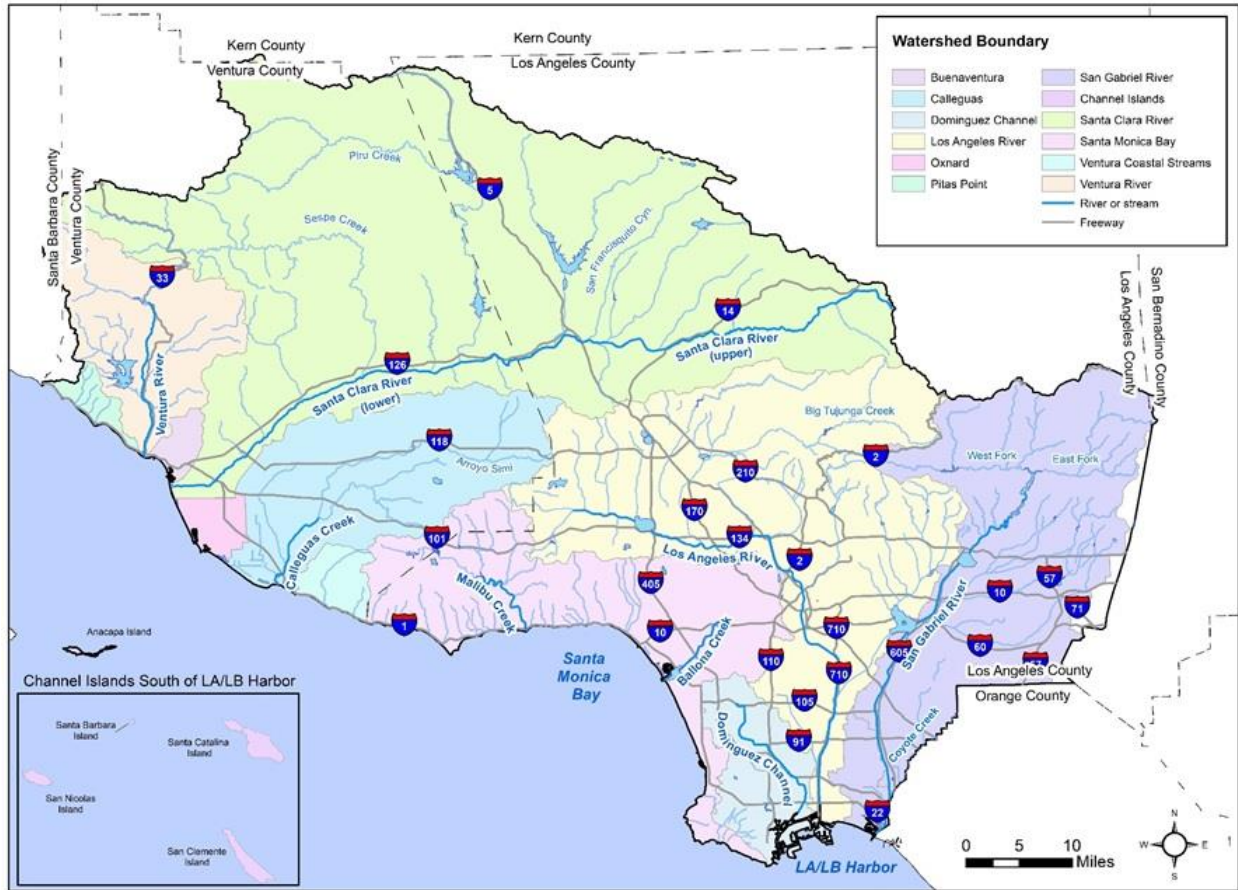 Kern County
Ventura County
Kern County
Los Angeles County
Santa Barbara County
Ventura County
Watershed Boundary
Buenaventura
Calleguas
Dominguez Channel
Los Angeles River
Oxnard
Pitas Point
San Gabriel River
Channel Islands
Santa Clara River
Santa Monica Bay
Ventura Coastal Streams
Ventura River
River or stream
Freeway
San Bernadino County
Los Angeles County
Piru Creek
5
Sespe Creek
San Francisquito Cyn.
33
14
126
Santa Clara River
(upper)
Santa Clara River
(lower)
Ventura River
118
Arroyo Simi
Big Tujunga Creek
2
West Fork
East Fork
210
170
134
101
Calleguas Creek
Los Angeles River
2
Malibu Creek
405
San Gabriel River
57
10
71
1
10
Ballona Creek
710
110
710
605
60
57
Los Angeles County
Orange County
Anacapa Island
Santa
Monica
Bay
105
91
Dominguez Channel
Coyote Creek
22
LA/LB Harbor
Channel Islands South of LA/LB Harbor
Santa Barbara
Island
Santa Catalina
Island
San Nicolas
Island
San Clemente
Island
0 5 10
Miles
N
W E
S